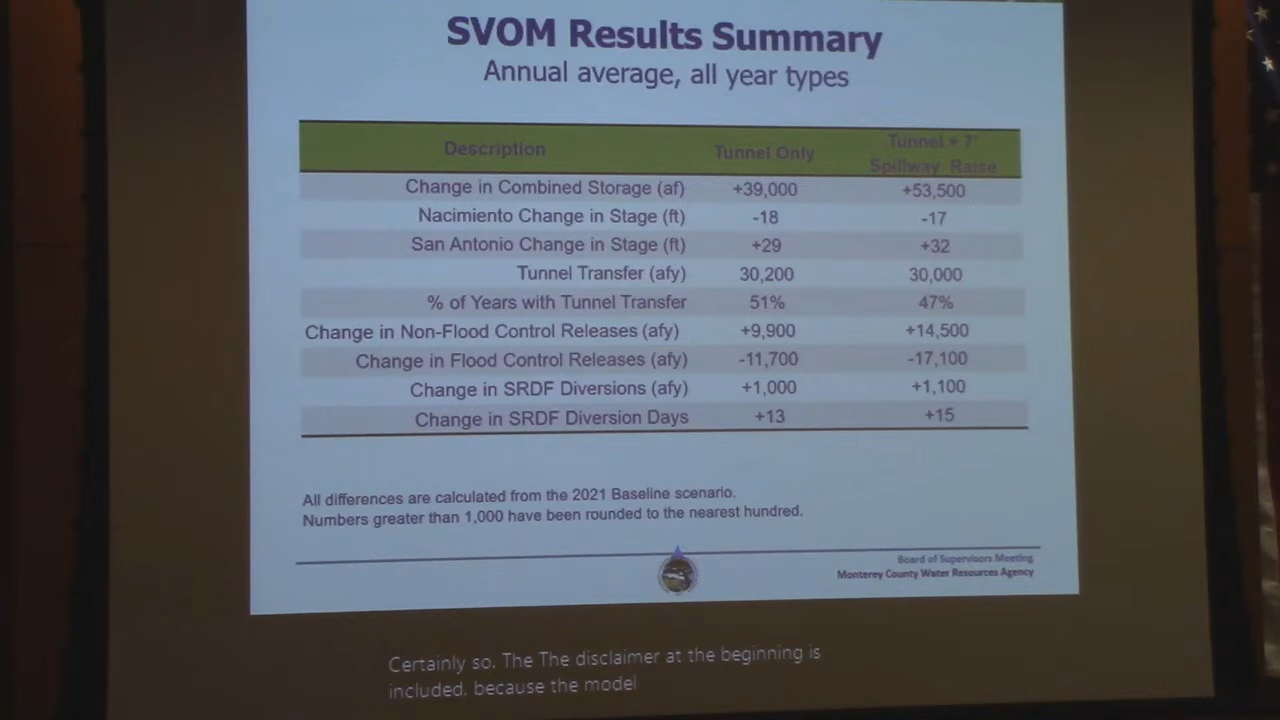 SVOM Results Summary
Annual average, all year types
Description Tunnel Only Tunnel + 7' Spillway Raise
Change in Combined Storage (af) +39,000 +53,500
Nacimiento Change in Stage (ft) -18 -17
San Antonio Change in Stage (ft) +29 +32
Tunnel Transfer (afy) 30,200 30,000
% of Years with Tunnel Transfer 51% 47%
Change in Non-Flood Control Releases (afy) +9,900 +14,500
Change in Flood Control Releases (afy) -11,700 -17,100
Change in SRDF Diversions (afy) +1,000 +1,100
Change in SRDF Diversion Days +13 +15
All differences are calculated from the 2021 Baseline scenario.
Numbers greater than 1,000 have been rounded to the nearest hundred.
Board of Supervisors Meeting
Monterey County Water Resources Agency
Certainly so. The The disclaimer at the beginning is
included, because the model